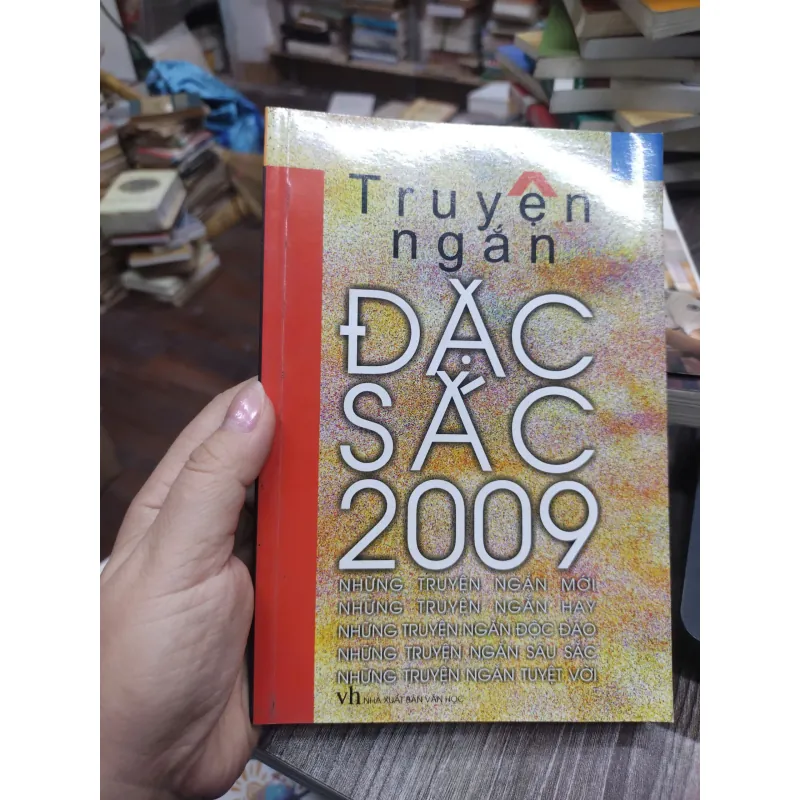 Truyện
ngắn
ĐẶC
SẮC
2009
NHỮNG TRUYỆN NGẮN MỚI
NHỮNG TRUYỆN NGẮN HAY
NHỮNG TRUYỆN NGẮN ĐỘC ĐÁO
NHỮNG TRUYỆN NGẮN SÂU SẮC
NHỮNG TRUYỆN NGẮN TUYỆT VỜI
vh NHÀ XUẤT BẢN VĂN HỌC